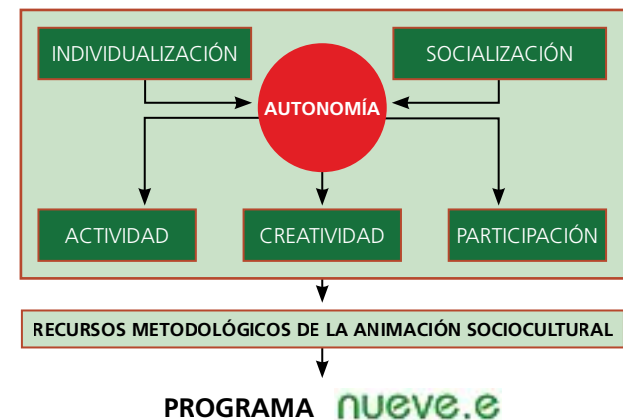 INDIVIDUALIZACIÓN
SOCIALIZACIÓN
AUTONOMÍA
ACTIVIDAD
CREATIVIDAD
PARTICIPACIÓN
RECURSOS METODOLÓGICOS DE LA ANIMACIÓN SOCIOCULTURAL
PROGRAMA nueve.e